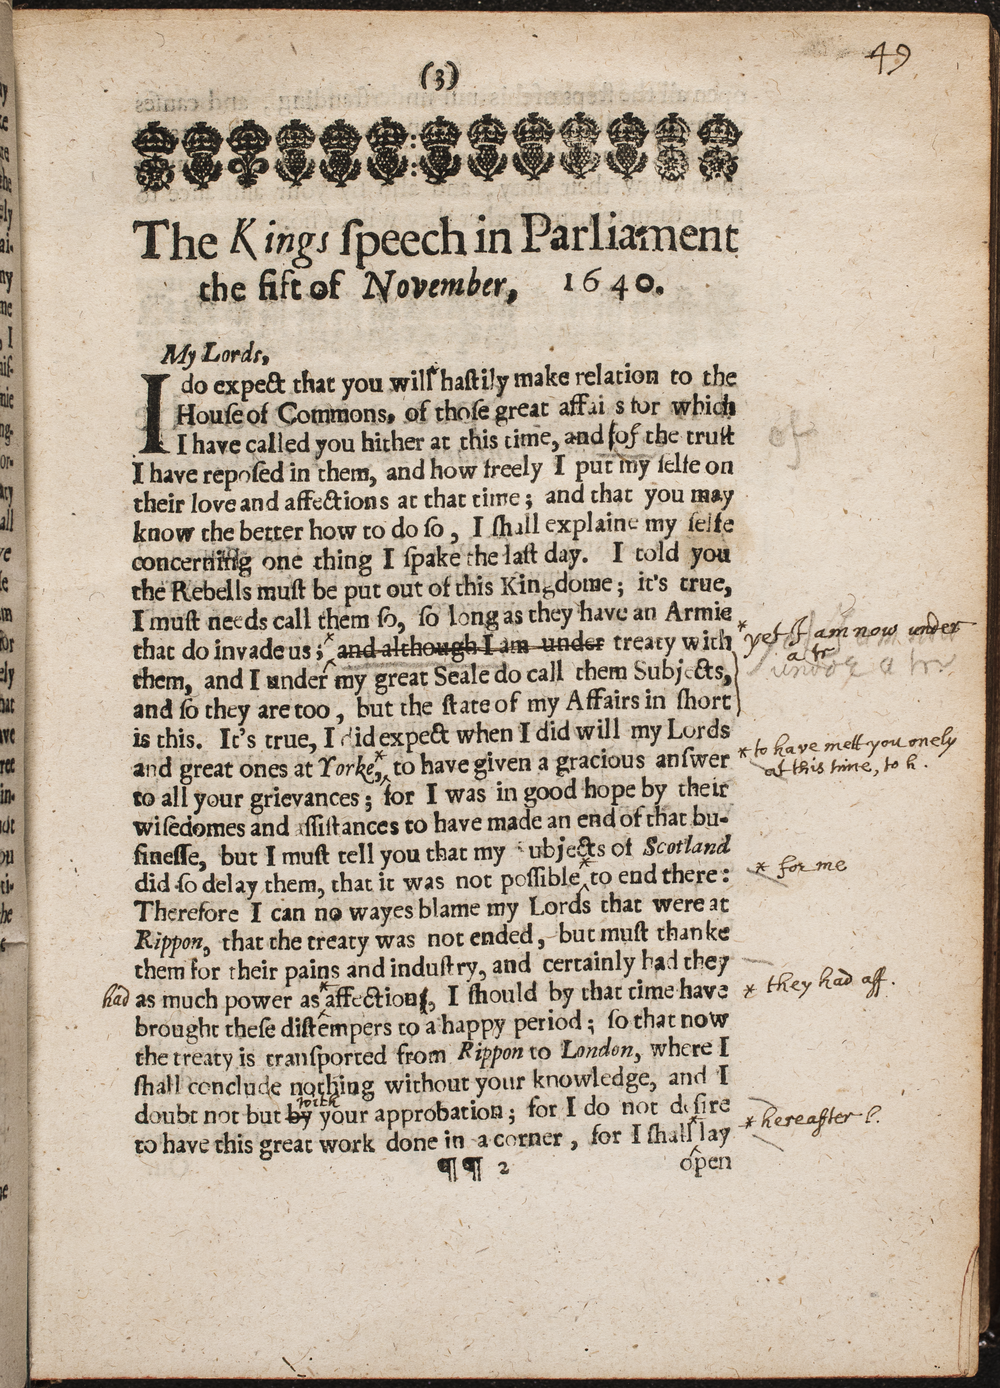 49
(3)
The Kings ſpeech in Parliament
the fift of November, 1640.
My Lords,
I do expect that you will haſtily make relation to the
Houſe of Commons, of thoſe great affai s for which
I have called you hither at this time, and of the truſt
of
I have repoſed in them, and how freely I put my ſelfe on
their love and affections at that time; and that you may
know the better how to do ſo, I ſhall explaine my ſelfe
concerning one thing I ſpake the laſt day. I told you
the Rebells muſt be put out of this Kingdome; it's true,
I muſt needs call them ſo, ſo long as they have an Armie
that do invade us;* and although I am under treaty with
* yet I am now under
a tr
under a tr.
them, and I under my great Seale do call them Subjects,
and ſo they are too, but the ſtate of my Affairs in ſhort
is this. It's true, I did expect when I did will my Lords
and great ones at Yorke,* to have given a gracious anſwer
* to have mett you onely
at this time, to h.
to all your grievances; for I was in good hope by their
wiſedomes and aſſiſtances to have made an end of that bu-
ſineſſe, but I muſt tell you that my ubjects of Scotland
did ſo delay them, that it was not poſſible* to end there:
* for me
Therefore I can no wayes blame my Lords that were at
Rippon, that the treaty was not ended, but muſt thanke
them for their pains and induſtry, and certainly had they
had as much power as* affections, I ſhould by that time have
* they had aff.
brought theſe diſtempers to a happy period; ſo that now
the treaty is tranſported from Rippon to London, where I
ſhall conclude nothing without your knowledge, and I
with
doubt not but by your approbation; for I do not deſire
to have this great work done in a corner, for I ſhall lay
* hereafter l.
¶¶ 2 open